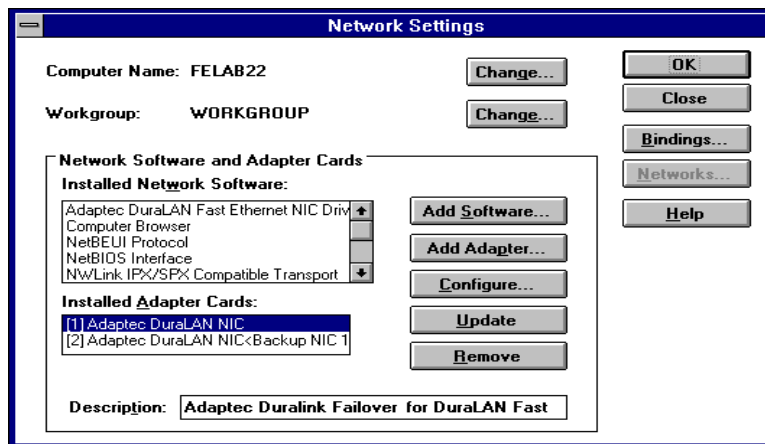 Network Settings
Computer Name: FELAB22
Change...
OK
Close
Workgroup: WORKGROUP
Change...
Bindings...
Networks...
Help
Network Software and Adapter Cards
Installed Network Software:
Adaptec DuraLAN Fast Ethernet NIC Driv
Computer Browser
NetBEUI Protocol
NetBIOS Interface
NWLink IPX/SPX Compatible Transport
Add Software...
Add Adapter...
Configure...
Update
Remove
Installed Adapter Cards:
[1] Adaptec DuraLAN NIC
[2] Adaptec DuraLAN NIC<Backup NIC 1
Description: Adaptec Duralink Failover for DuraLAN Fast